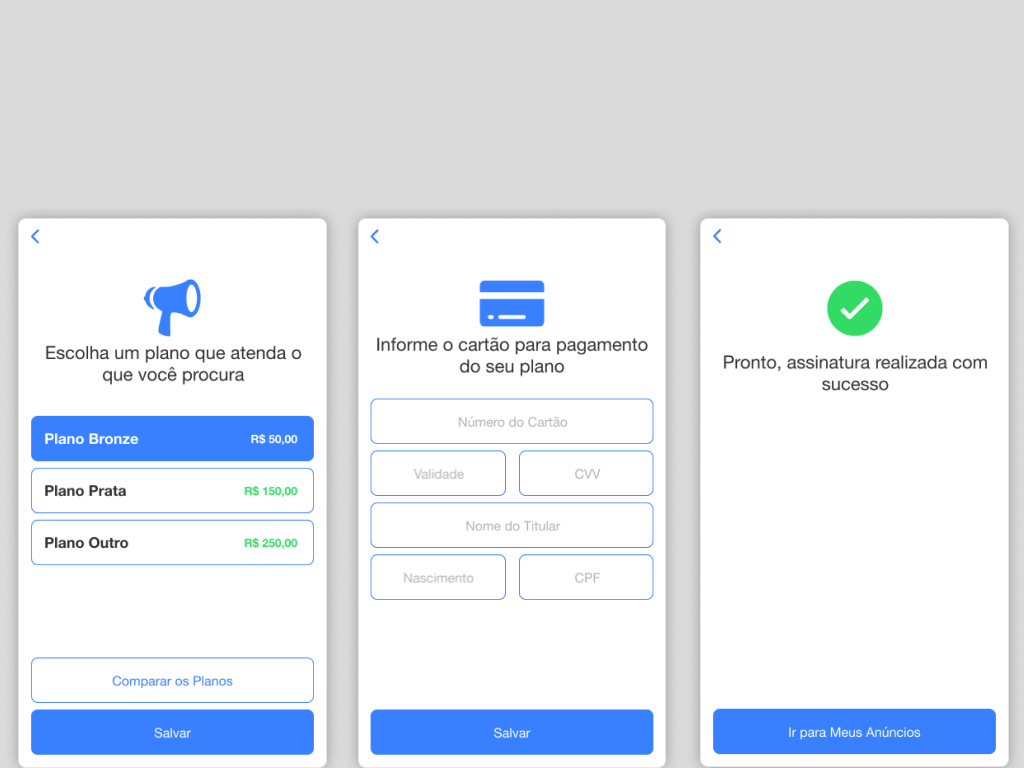 Escolha um plano que atenda o
que você procura
Plano Bronze R$ 50,00
Plano Prata R$ 150,00
Plano Outro R$ 250,00
Comparar os Planos
Salvar
Informe o cartão para pagamento
do seu plano
Número do Cartão
Validade CVV
Nome do Titular
Nascimento CPF
Salvar
Pronto, assinatura realizada com
sucesso
Ir para Meus Anúncios